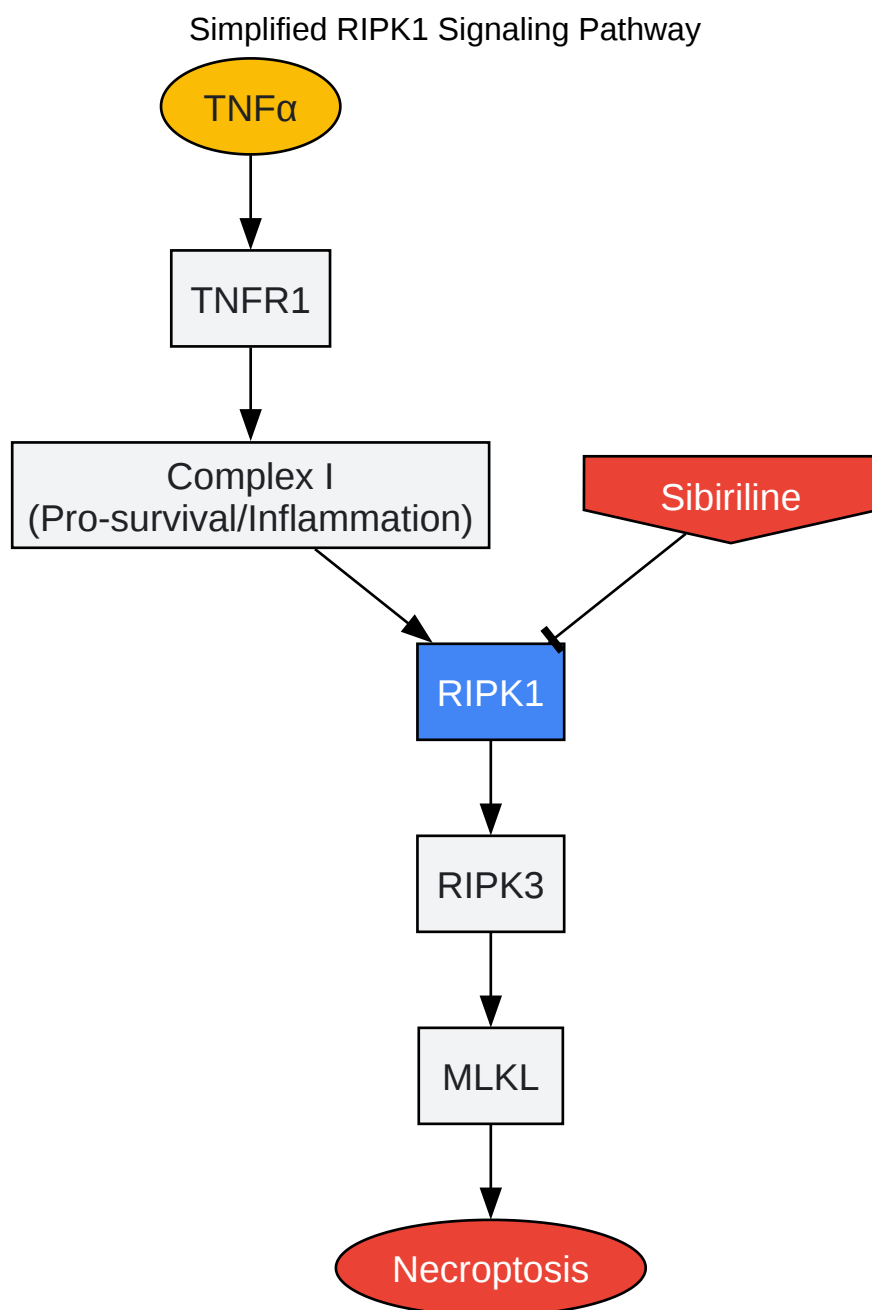 Simplified RIPK1 Signaling Pathway
TNFα
TNFR1
Complex I
(Pro-survival/Inflammation)
Sibiriline
RIPK1
RIPK3
MLKL
Necroptosis